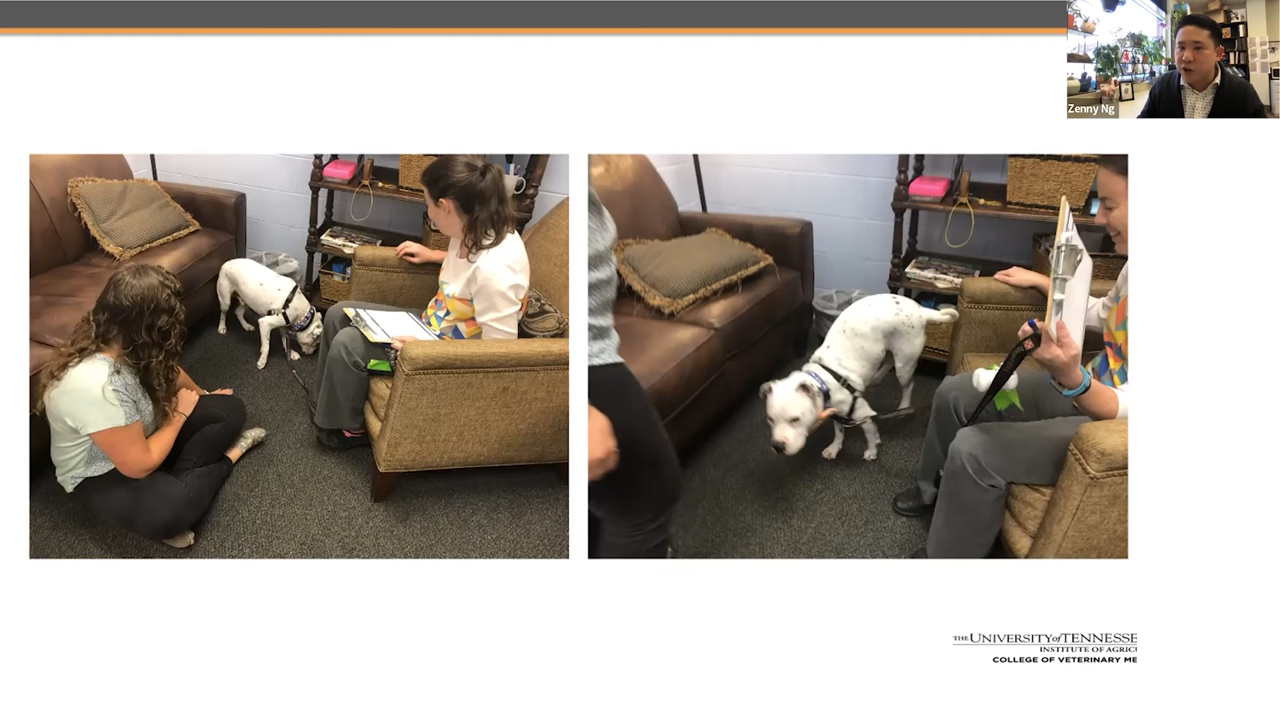 Zenny Ng
THE UNIVERSITY of TENNESSE
INSTITUTE OF AGRICU
COLLEGE OF VETERINARY ME